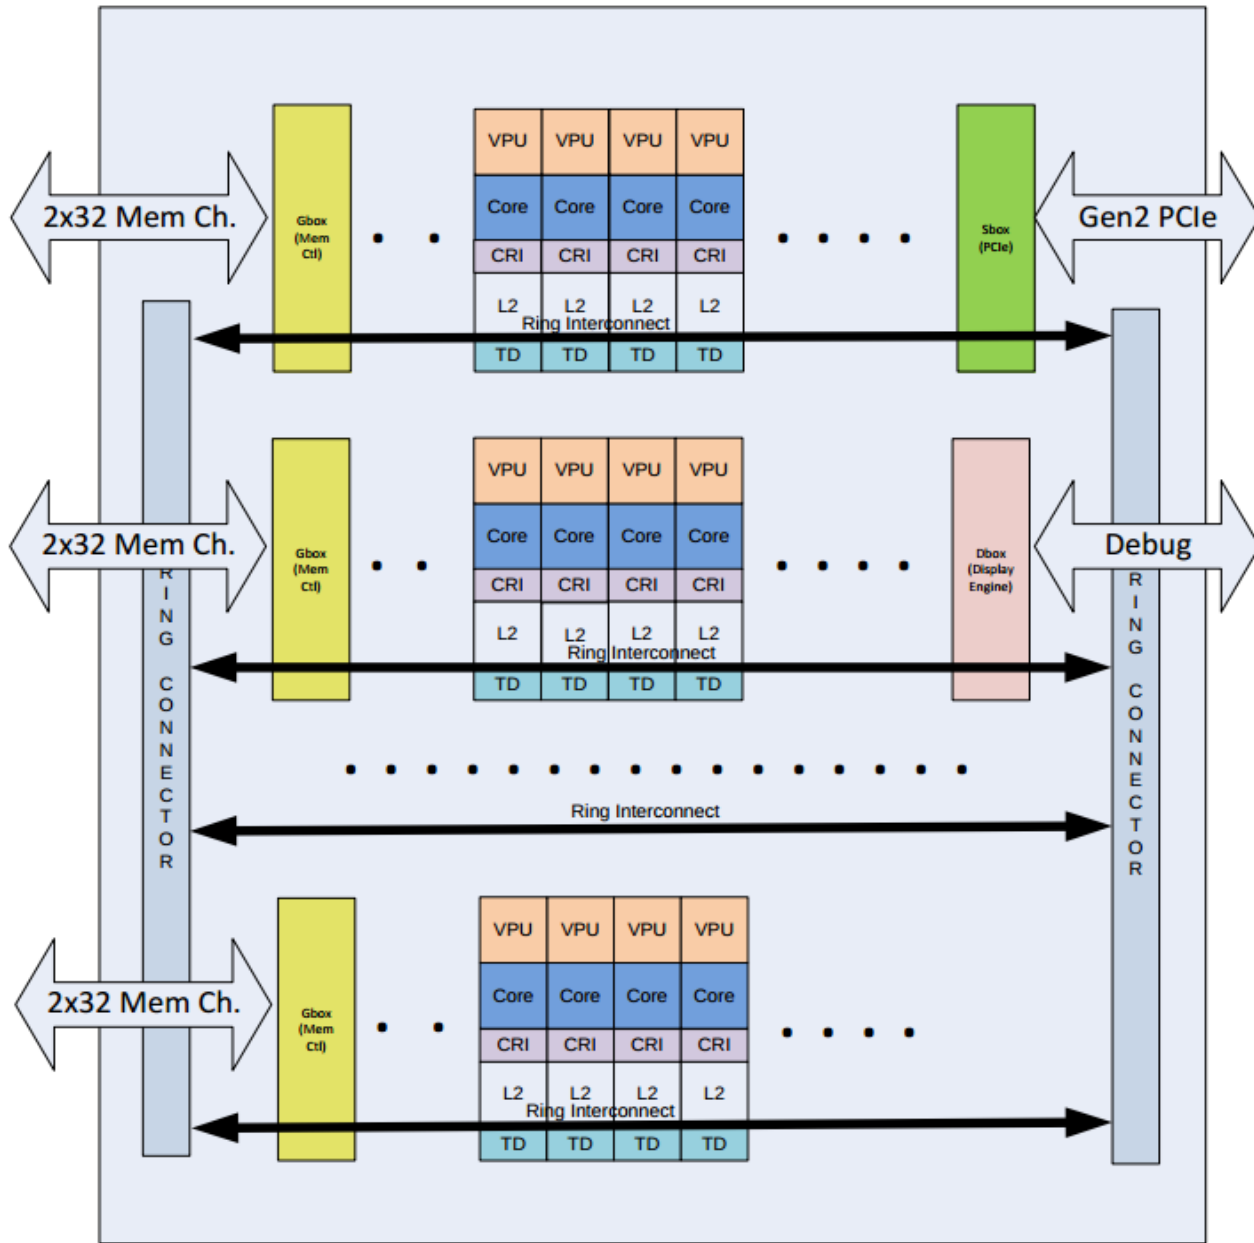 VPU VPU VPU VPU
2x32 Mem Ch.
Gbox
(Mem
Ctl)
Core Core Core Core
Sbox
(PCIe)
Gen2 PCIe
CRI CRI CRI CRI
L2 L2 L2 L2
Ring Interconnect
TD TD TD TD
VPU VPU VPU VPU
2x32 Mem Ch.
Gbox
(Mem
Ctl)
Core Core Core Core
Dbox
(Display
Engine)
Debug
CRI CRI CRI CRI
L2 L2 L2 L2
Ring Interconnect
TD TD TD TD
RING CONNECTOR
RING CONNECTOR
Ring Interconnect
VPU VPU VPU VPU
2x32 Mem Ch.
Gbox
(Mem
Ctl)
Core Core Core Core
CRI CRI CRI CRI
L2 L2 L2 L2
Ring Interconnect
TD TD TD TD